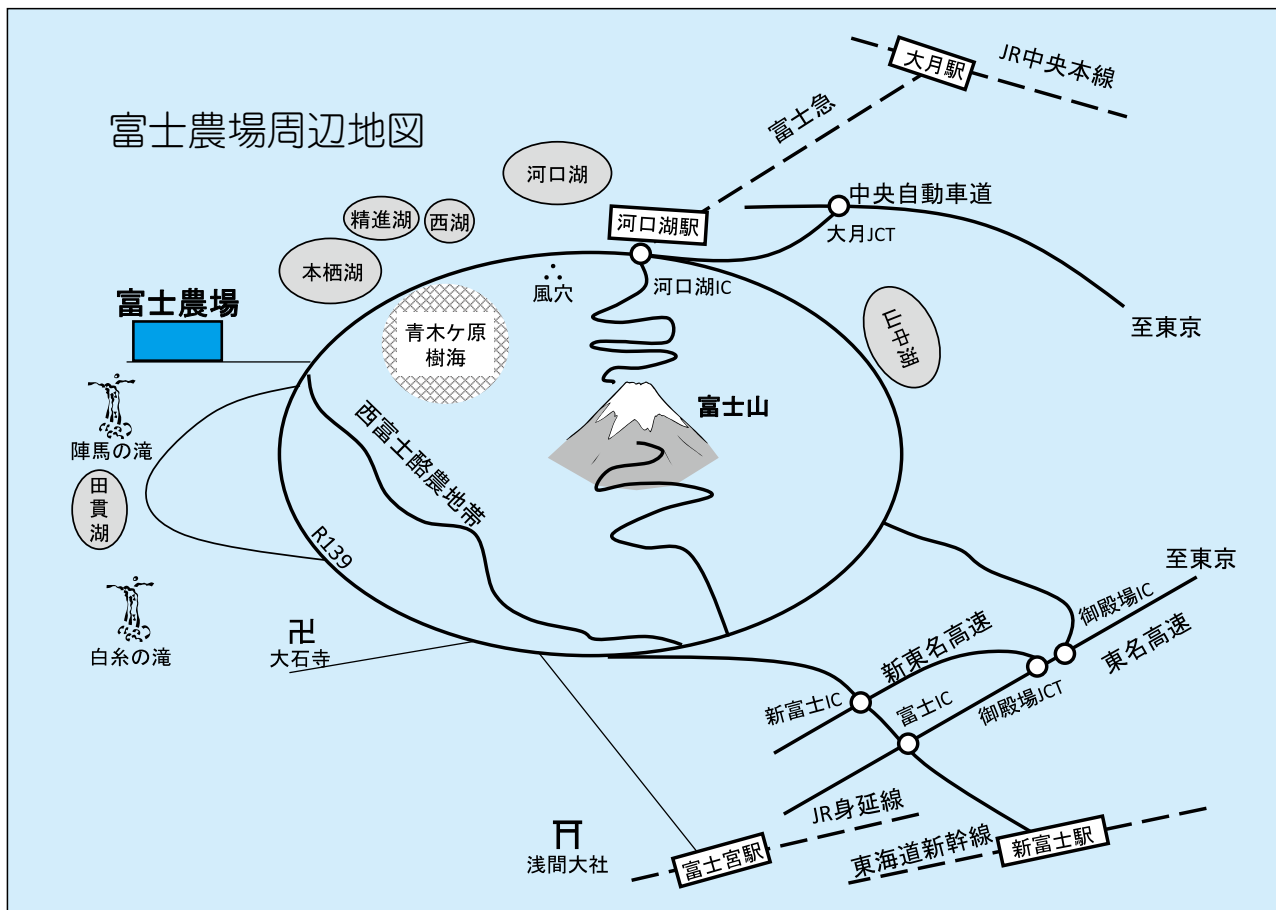 富士農場周辺地図
大月駅
JR中央本線
富士急
河口湖
中央自動車道
精進湖
西湖
河口湖駅
大月JCT
本栖湖
風穴
河口湖IC
富士農場
至東京
山中湖
青木ケ原
樹海
富士山
陣馬の滝
西富士酪農地帯
田貫湖
R139
至東京
御殿場IC
白糸の滝
大石寺
新東名高速
東名高速
新富士IC
富士IC
御殿場JCT
JR身延線
浅間大社
富士宮駅
東海道新幹線
新富士駅